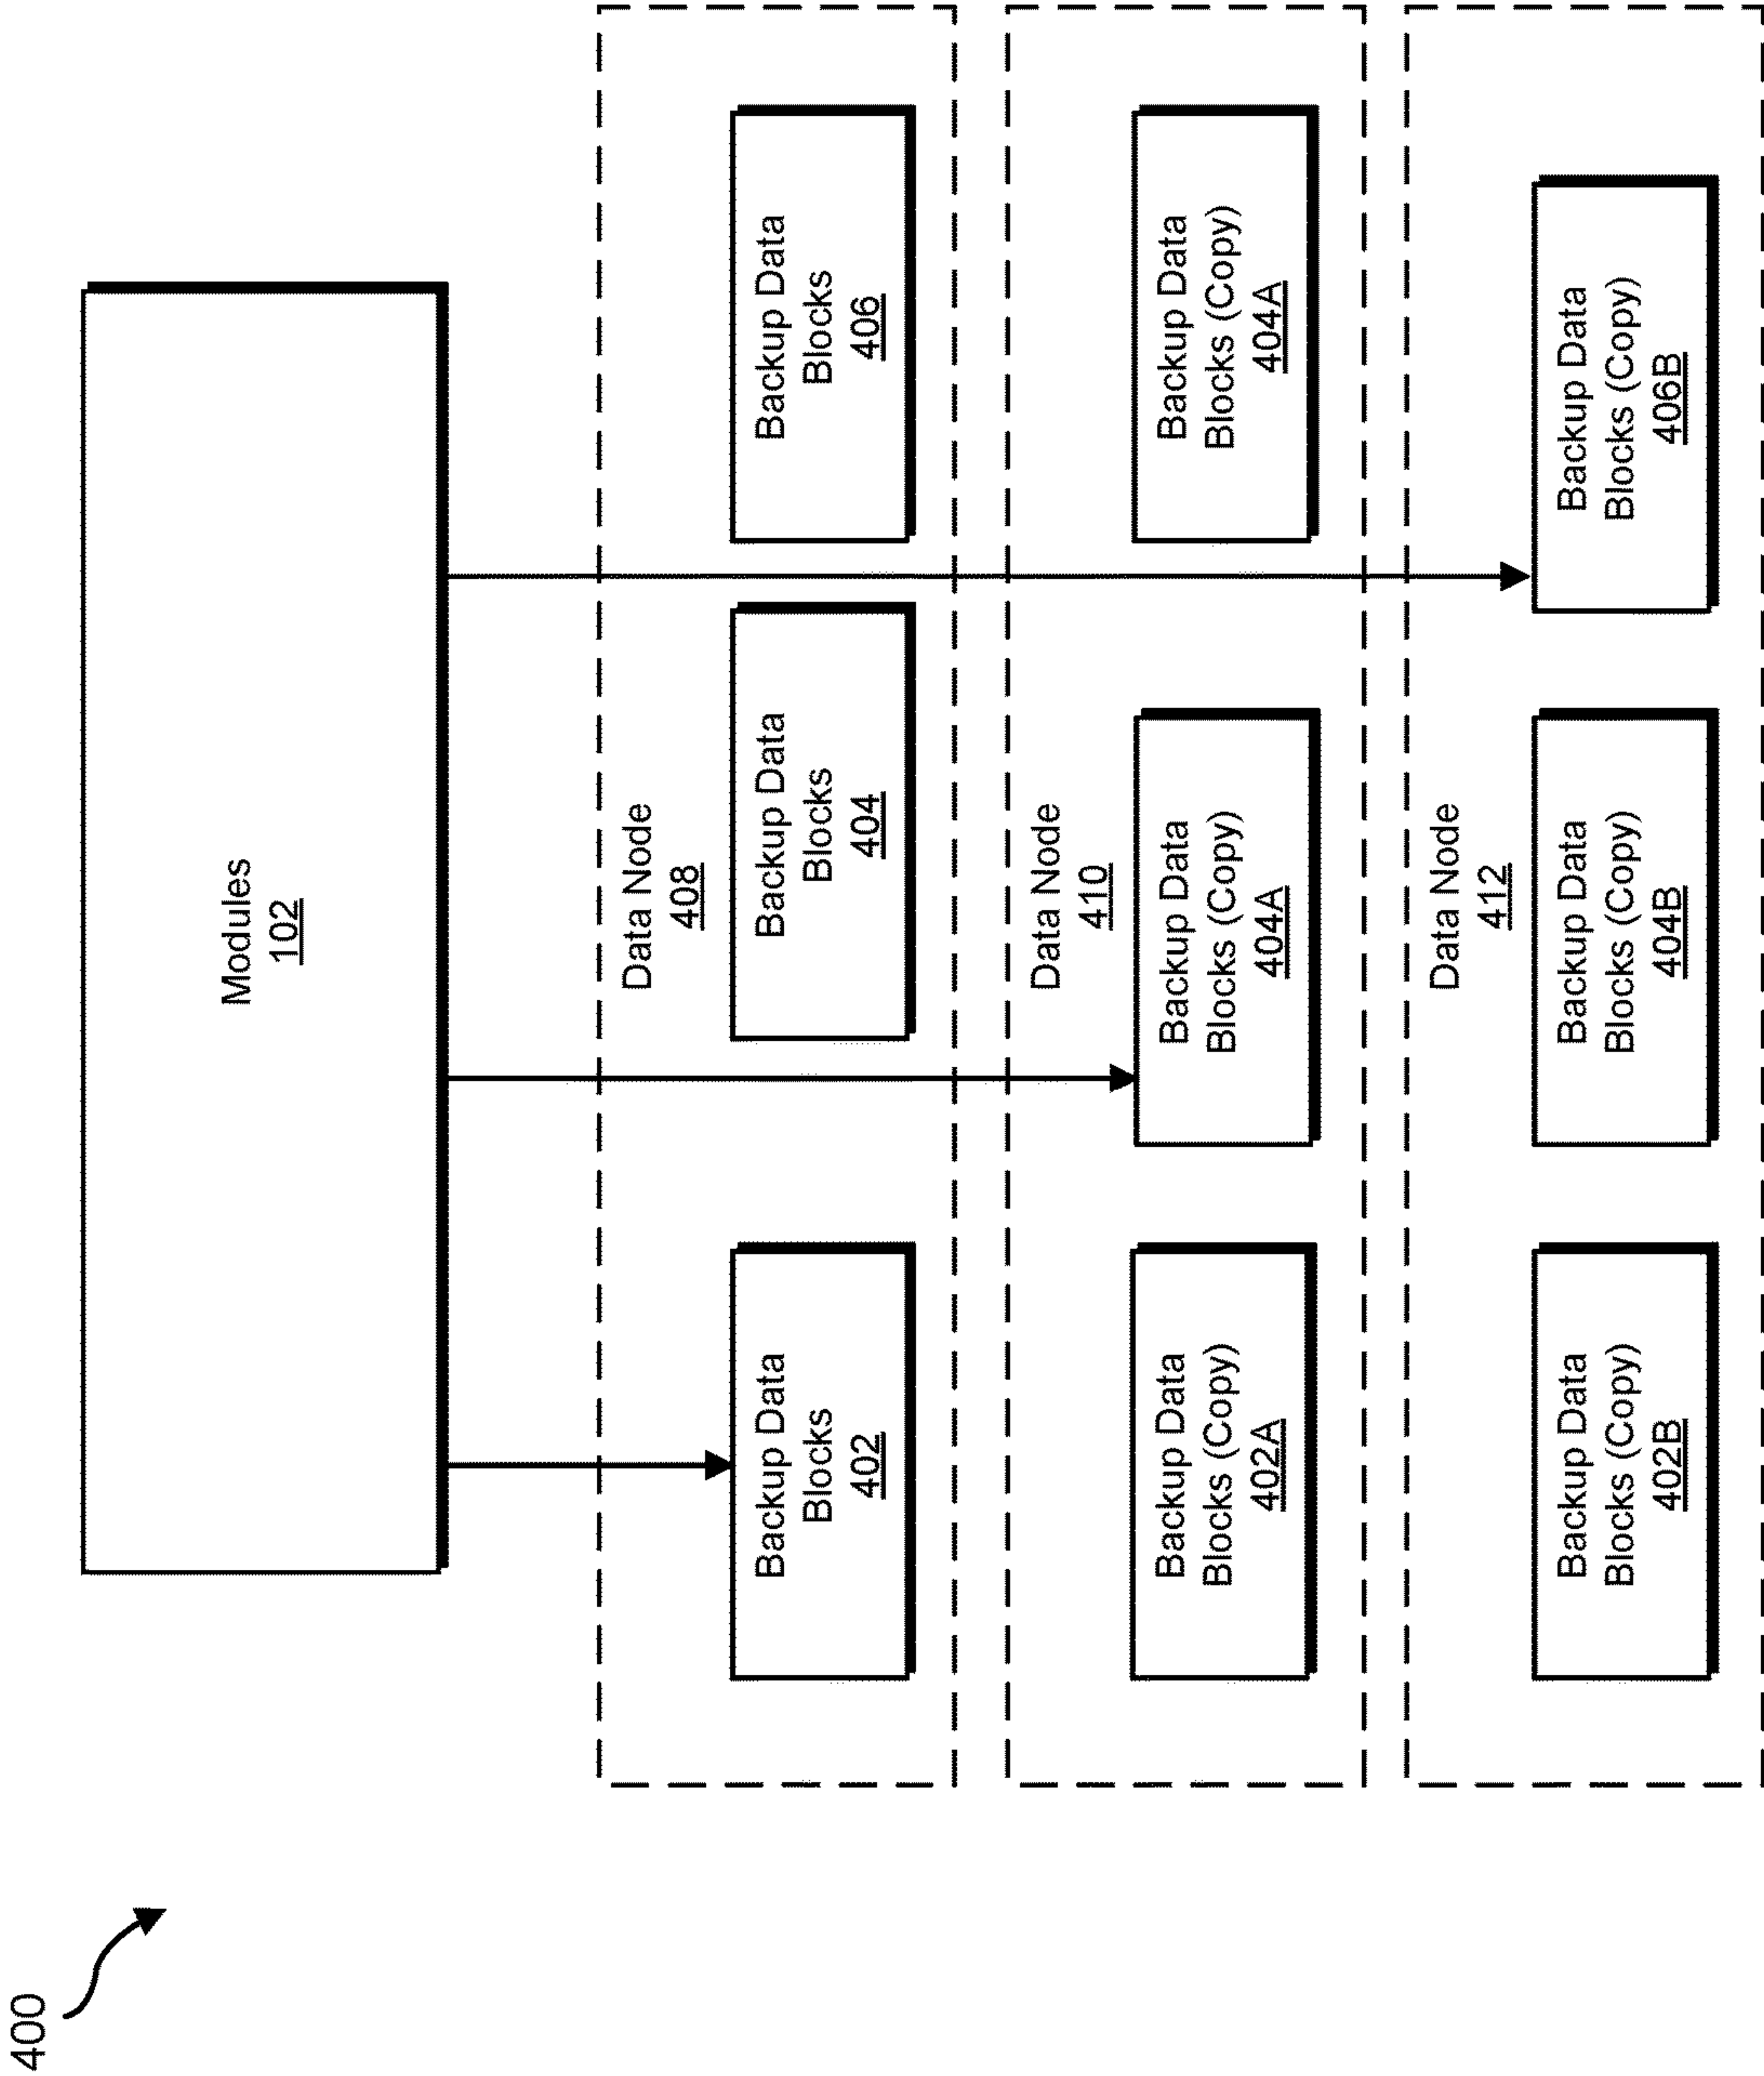 400
Modules
102
Data Node
408
Backup Data
Blocks
402
Backup Data
Blocks
404
Backup Data
Blocks
406
Data Node
410
Backup Data
Blocks (Copy)
402A
Backup Data
Blocks (Copy)
404A
Backup Data
Blocks (Copy)
404A
Data Node
412
Backup Data
Blocks (Copy)
402B
Backup Data
Blocks (Copy)
404B
Backup Data
Blocks (Copy)
406B